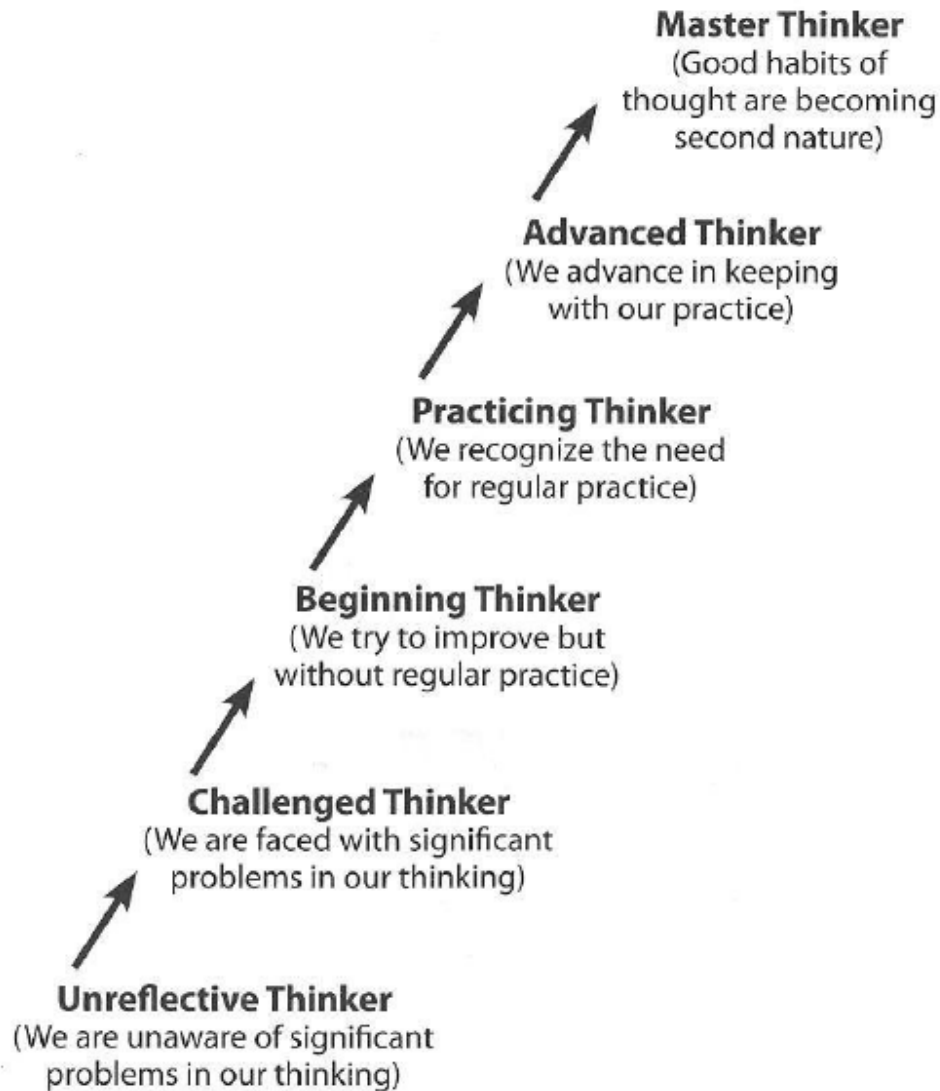 Master Thinker
(Good habits of
thought are becoming
second nature)
Advanced Thinker
(We advance in keeping
with our practice)
Practicing Thinker
(We recognize the need
for regular practice)
Beginning Thinker
(We try to improve but
without regular practice)
Challenged Thinker
(We are faced with significant
problems in our thinking)
Unreflective Thinker
(We are unaware of significant
problems in our thinking)